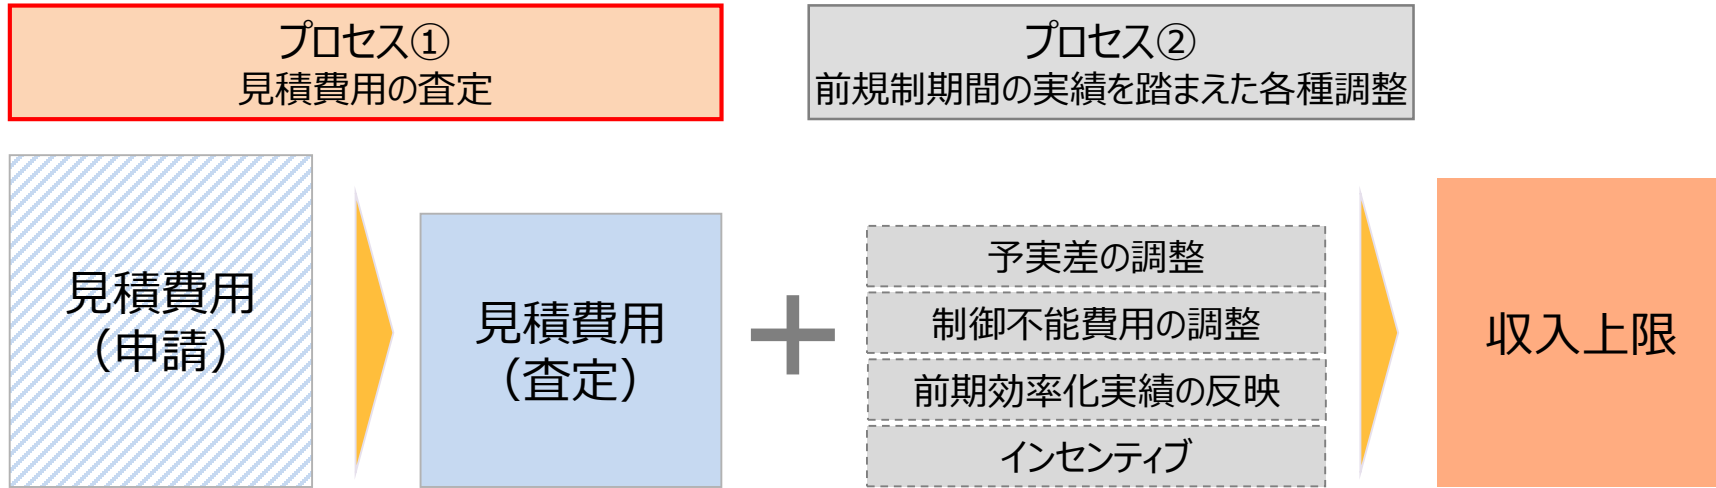 プロセス①
見積費用の査定
プロセス②
前規制期間の実績を踏まえた各種調整
見積費用
（申請）
見積費用
（査定）
＋
予実差の調整
制御不能費用の調整
前期効率化実績の反映
インセンティブ
収入上限